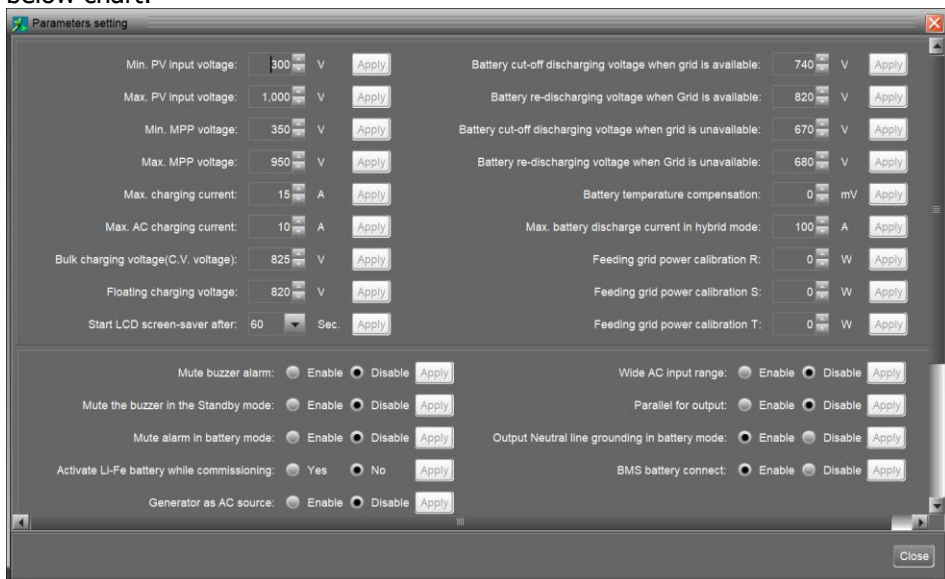 below chart.
Parameters setting
Min. PV input voltage: 300 V Apply
Battery cut-off discharging voltage when grid is available: 740 V Apply
Max. PV input voltage: 1,000 V Apply
Battery re-discharging voltage when Grid is available: 820 V Apply
Min. MPP voltage: 350 V Apply
Battery cut-off discharging voltage when grid is unavailable: 670 V Apply
Max. MPP voltage: 950 V Apply
Battery re-discharging voltage when Grid is unavailable: 680 V Apply
Max. charging current: 15 A Apply
Battery temperature compensation: 0 mV Apply
Max. AC charging current: 10 A Apply
Max. battery discharge current in hybrid mode: 100 A Apply
Bulk charging voltage(C.V. voltage): 825 V Apply
Feeding grid power calibration R: 0 W Apply
Floating charging voltage: 820 V Apply
Feeding grid power calibration S: 0 W Apply
Start LCD screen-saver after: 60 Sec. Apply
Feeding grid power calibration T: 0 W Apply
Mute buzzer alarm: Enable Disable Apply
Wide AC input range: Enable Disable Apply
Mute the buzzer in the Standby mode: Enable Disable Apply
Parallel for output: Enable Disable Apply
Mute alarm in battery mode: Enable Disable Apply
Output Neutral line grounding in battery mode: Enable Disable Apply
Activate Li-Fe battery while commissioning: Yes No Apply
BMS battery connect: Enable Disable Apply
Generator as AC source: Enable Disable Apply
Close